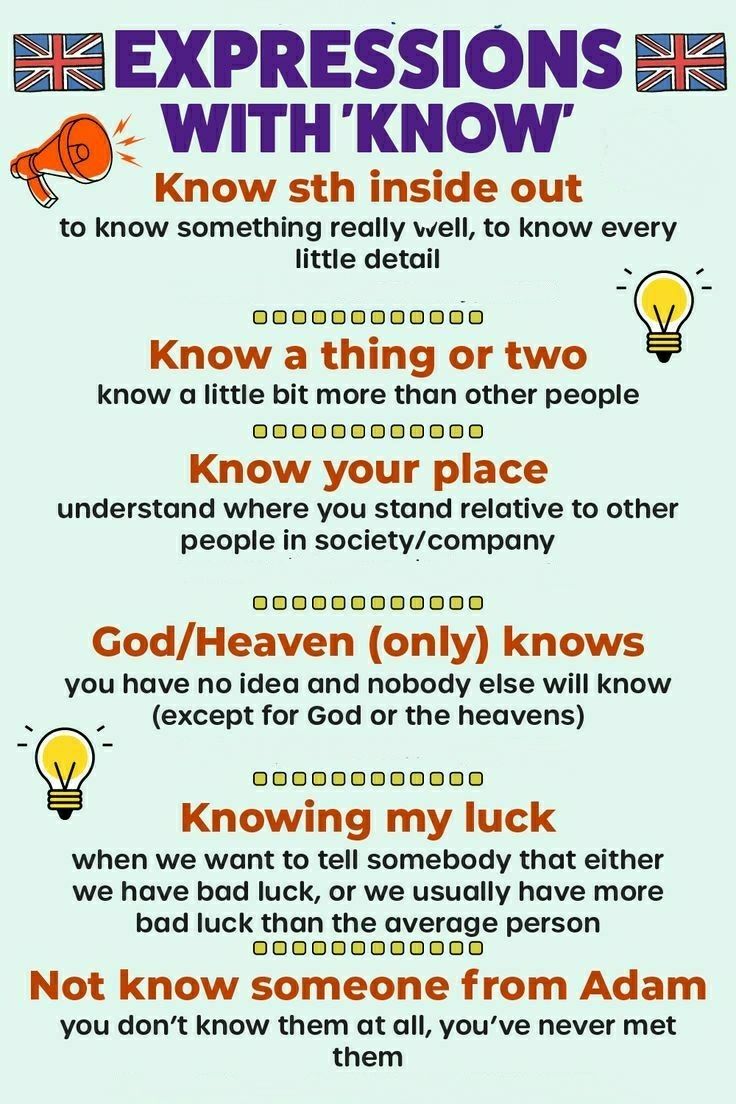 EXPRESSIONS
WITH 'KNOW'
Know sth inside out
to know something really well, to know every
little detail
Know a thing or two
know a little bit more than other people
Know your place
understand where you stand relative to other
people in society/company
God/Heaven (only) knows
you have no idea and nobody else will know
(except for God or the heavens)
Knowing my luck
when we want to tell somebody that either
we have bad luck, or we usually have more
bad luck than the average person
Not know someone from Adam
you don't know them at all, you've never met
them